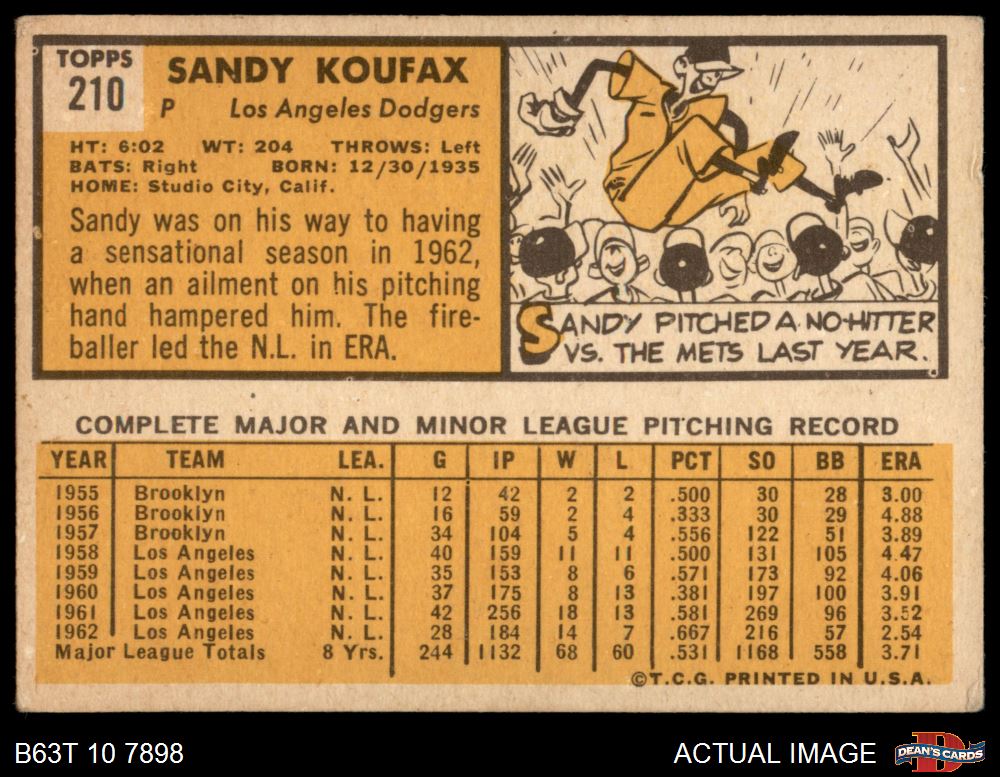 TOPPS
210
SANDY KOUFAX
P Los Angeles Dodgers
HT: 6:02 WT: 204 THROWS: Left
BATS: Right BORN: 12/30/1935
HOME: Studio City, Calif.
Sandy was on his way to having
a sensational season in 1962,
when an ailment on his pitching
hand hampered him. The fire-
baller led the N.L. in ERA.
SANDY PITCHED A NO-HITTER
VS. THE METS LAST YEAR.
COMPLETE MAJOR AND MINOR LEAGUE PITCHING RECORD
YEAR TEAM LEA. G IP W L PCT SO BB ERA
1955 Brooklyn N. L. 12 42 2 2 .500 30 28 3.00
1956 Brooklyn N. L. 16 59 2 4 .333 30 29 4.88
1957 Brooklyn N. L. 34 104 5 4 .556 122 51 3.89
1958 Los Angeles N. L. 40 159 11 11 .500 131 105 4.47
1959 Los Angeles N. L. 35 153 8 6 .571 173 92 4.06
1960 Los Angeles N. L. 37 175 8 13 .381 197 100 3.91
1961 Los Angeles N. L. 42 256 18 13 .581 269 96 3.52
1962 Los Angeles N. L. 28 184 14 7 .667 216 57 2.54
Major League Totals 8 Yrs. 244 1132 68 60 .531 1168 558 3.71
©T.C.G. PRINTED IN U.S.A.
B63T 10 7898
ACTUAL IMAGE
DEAN'S CARDS